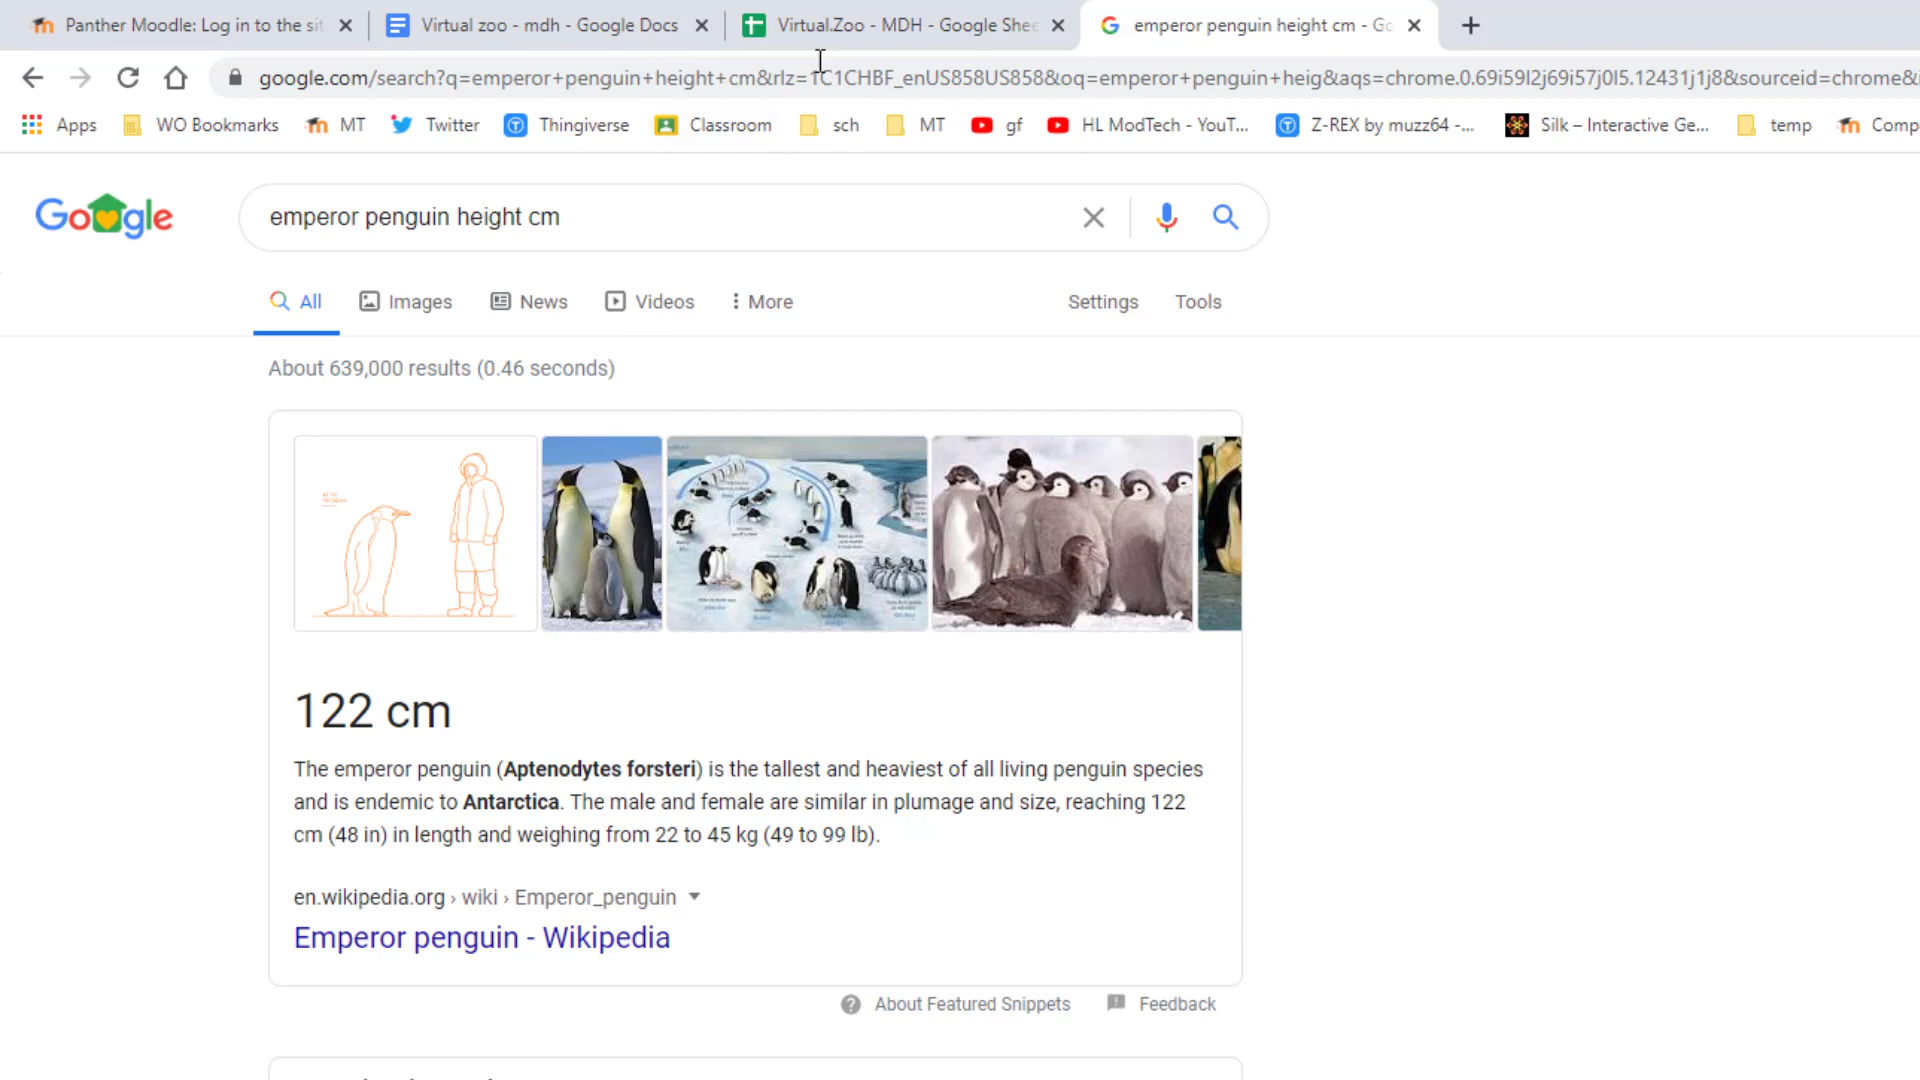 Panther Moodle: Log in to the sit
Virtual zoo - mdh - Google Docs
Virtual.Zoo - MDH - Google Shee
emperor penguin height cm - Go
google.com/search?q=emperor+penguin+height+cm&rlz=1C1CHBF_enUS858US858&oq=emperor+penguin+heig&aqs=chrome.0.69i59l2j69i57j0l5.12431j1j8&sourceid=chrome&i
Apps WO Bookmarks MT Twitter Thingiverse Classroom sch MT gf HL ModTech - YouT... Z-REX by muzz64 -... Silk – Interactive Ge... temp Comp
Google
emperor penguin height cm
All Images News Videos More Settings Tools
About 639,000 results (0.46 seconds)
122 cm
The emperor penguin (Aptenodytes forsteri) is the tallest and heaviest of all living penguin species
and is endemic to Antarctica. The male and female are similar in plumage and size, reaching 122
cm (48 in) in length and weighing from 22 to 45 kg (49 to 99 lb).
en.wikipedia.org › wiki › Emperor_penguin
Emperor penguin - Wikipedia
About Featured Snippets Feedback